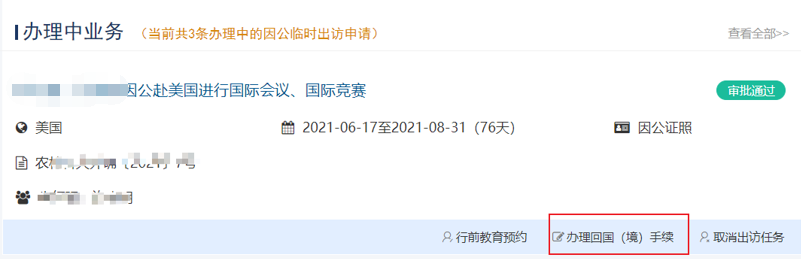 办理中业务 （当前共3条办理中的因公临时出访申请） 查看全部>>
因公赴美国进行国际会议、国际竞赛 审批通过
美国 2021-06-17至2021-08-31（76天） 因公证照
农 [2021] 7号
行前教育预约 办理回国（境）手续 取消出访任务